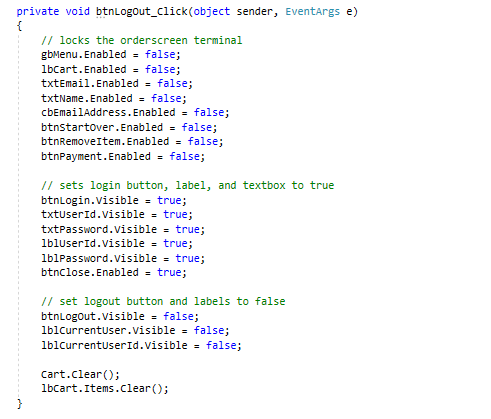 private void btnLogOut_Click(object sender, EventArgs e)
{
// locks the orderscreen terminal
gbMenu.Enabled = false;
lbCart.Enabled = false;
txtEmail.Enabled = false;
txtName.Enabled = false;
cbEmailAddress.Enabled = false;
btnStartOver.Enabled = false;
btnRemoveItem.Enabled = false;
btnPayment.Enabled = false;
// sets login button, label, and textbox to true
btnLogin.Visible = true;
txtUserId.Visible = true;
txtPassword.Visible = true;
lblUserId.Visible = true;
lblPassword.Visible = true;
btnClose.Enabled = true;
// set logout button and labels to false
btnLogOut.Visible = false;
lblCurrentUser.Visible = false;
lblCurrentUserId.Visible = false;
Cart.Clear();
lbCart.Items.Clear();
}